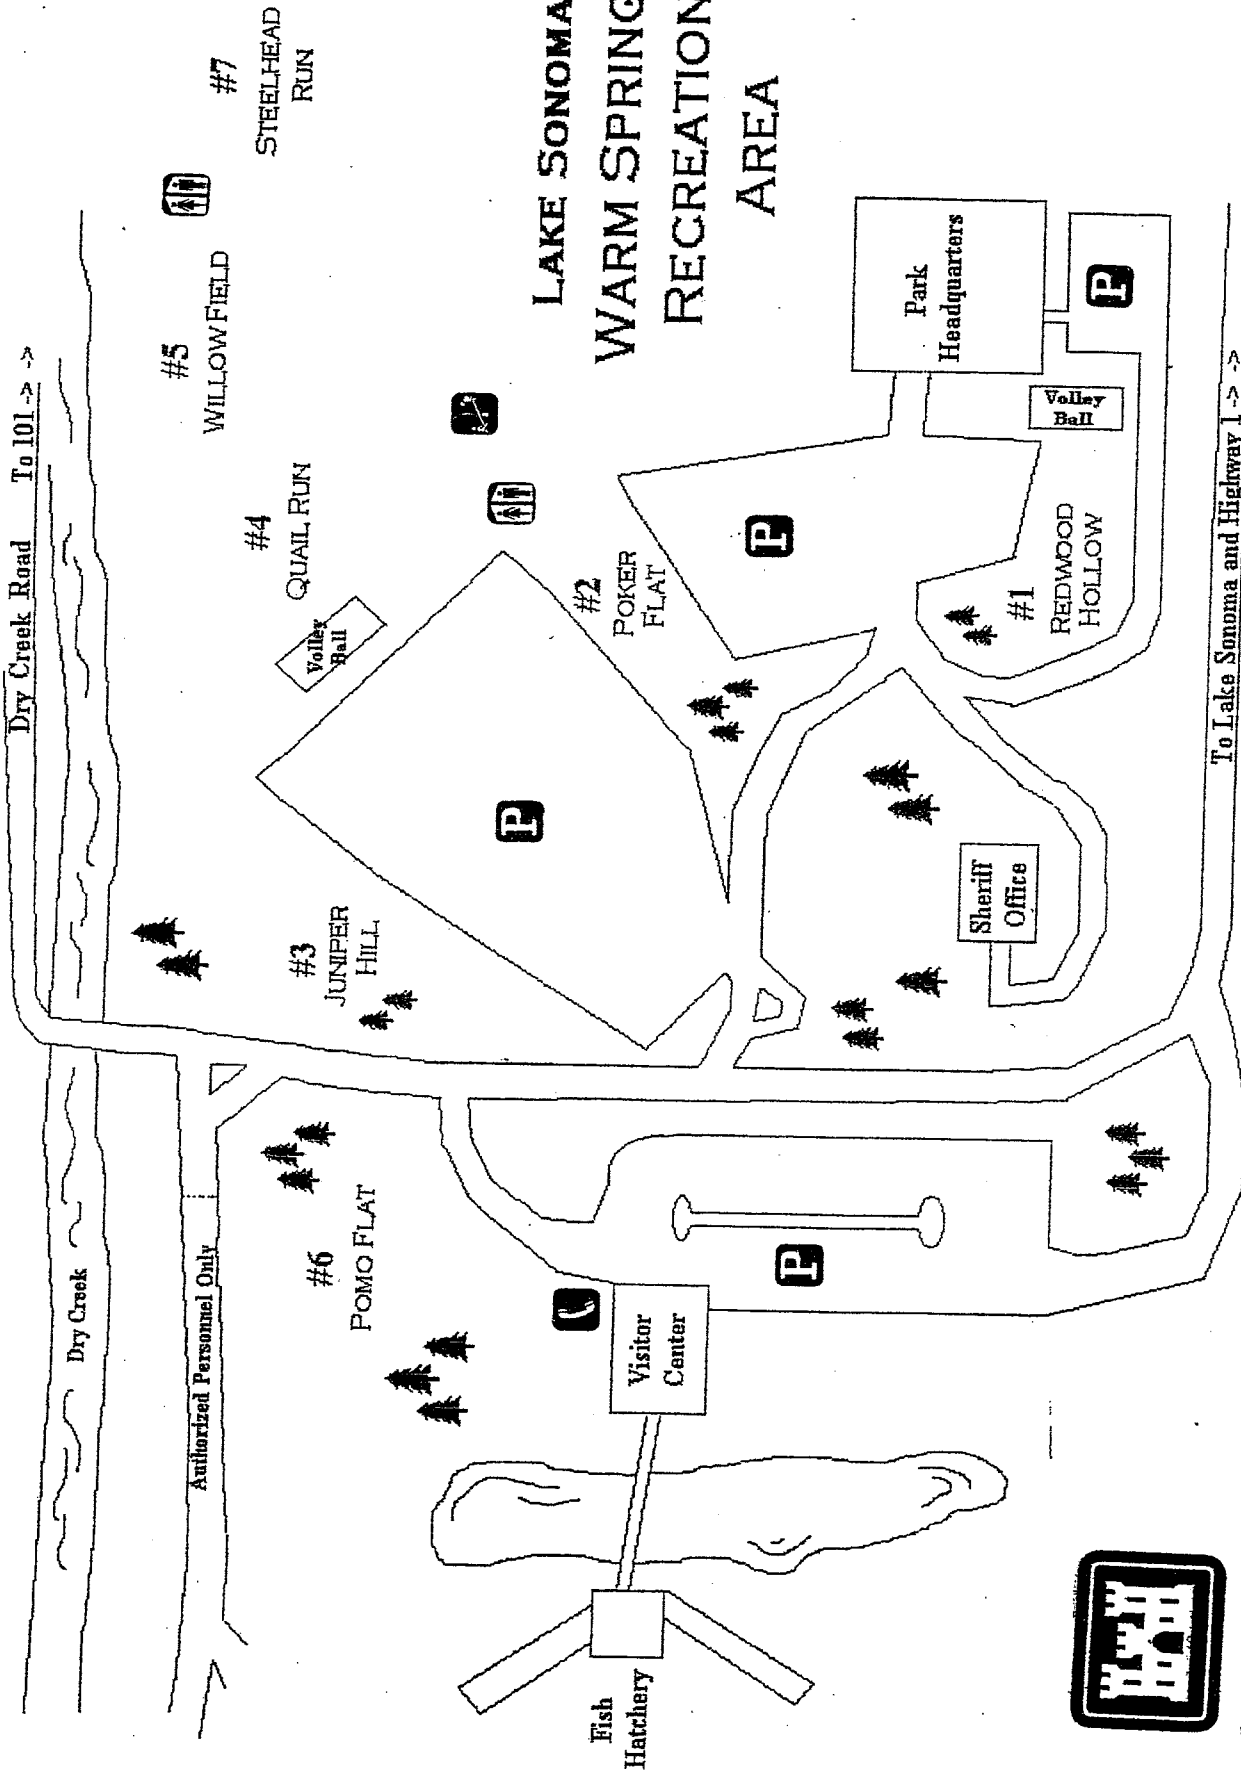 LAKE SONOMA
WARM SPRING
RECREATION
AREA
Dry Creek Road To 101 -> ->
Dry Creek
Authorized Personnel Only
#7
STEELHEAD
RUN
#5
WILLOW FIELD
#4
QUAIL RUN
Volley
Ball
#3
JUNIPER
HILL
#6
POMO FLAT
#2
POKER
FLAT
P
P
P
P
Park
Headquarters
Volley
Ball
#1
REDWOOD
HOLLOW
Sheriff
Office
Visitor
Center
Fish
Hatchery
To Lake Sonoma and Highway 1 -> ->